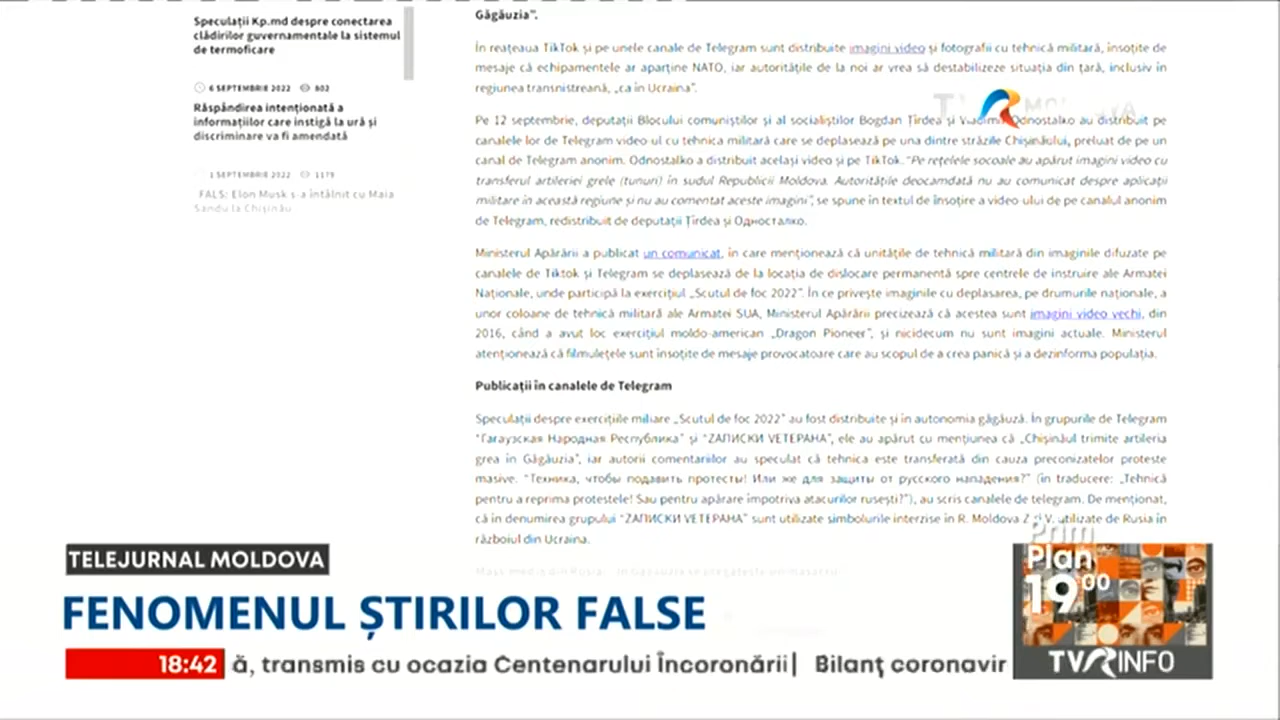 Speculații Kp.md despre conectarea
clădirilor guvernamentale la sistemul
de termoficare
6 SEPTEMBRIE 2022 802
Răspândirea intenționată a
informațiilor care instigă la ură și
discriminare va fi amendată
1 SEPTEMBRIE 2022 1179
FALS: Elon Musk s-a întâlnit cu Maia
Sandu la Chișinău
Găgăuzia”.
În rețeaua TikTok și pe unele canale de Telegram sunt distribuite imagini video și fotografii cu tehnică militară, însoțite de
mesaje că echipamentele ar aparține NATO, iar autoritățile de la noi ar vrea să destabilizeze situația din țară, inclusiv în
regiunea transnistreană, „ca în Ucraina”.
Pe 12 septembrie, deputații Blocului comuniștilor și al socialiștilor Bogdan Țîrdea și Vladimir Odnostalko au distribuit pe
canalele lor de Telegram video ul cu tehnica militară care se deplasează pe una dintre străzile Chișinăului, preluat de pe un
canal de Telegram anonim. Odnostalko a distribuit același video și pe TikTok. “Pe rețelele socoale au apărut imagini video cu
transferul artileriei grele (tunuri) în sudul Republicii Moldova. Autoritățile deocamdată nu au comunicat despre aplicații
militare în această regiune și nu au comentat aceste imagini”, se spune în textul de însoțire a video ului de pe canalul anonim
de Telegram, redistribuit de deputații Țîrdea și Односталко.
Ministerul Apărării a publicat un comunicat, în care menționează că unitățile de tehnică militară din imaginile difuzate pe
canalele de Tiktok și Telegram se deplasează de la locația de dislocare permanentă spre centrele de instruire ale Armatei
Naționale, unde participă la exercițiul „Scutul de foc 2022”. În ce privește imaginile cu deplasarea, pe drumurile naționale, a
unor coloane de tehnică militară ale Armatei SUA, Ministerul Apărării precizează că acestea sunt imagini video vechi, din
2016, când a avut loc exercițiul moldo-american „Dragon Pioneer”, și nicidecum nu sunt imagini actuale. Ministerul
atenționează că filmulețele sunt însoțite de mesaje provocatoare care au scopul de a crea panică și a dezinforma populația.
Publicații în canalele de Telegram
Speculații despre exercițiile miliare „Scutul de foc 2022” au fost distribuite și în autonomia găgăuză. În grupurile de Telegram
“Гагаузская Народная Республика” și “ZАПИСКИ VЕТЕРАНА”, ele au apărut cu mențiunea că „Chișinăul trimite artileria
grea în Găgăuzia”, iar autorii comentariilor au speculat că tehnica este transferată din cauza preconizatelor proteste
masive. “Техника, чтобы подавить протесты! Или же для защиты от русского нападения?” (în traducere: „Tehnică
pentru a reprima protestele! Sau pentru apărare împotriva atacurilor rusești?”), au scris canalele de telegram. De menționat,
că în denumirea grupului “ZАПИСКИ VЕТЕРАНА” sunt utilizate simbolurile interzise în R. Moldova Z și V, utilizate de Rusia în
războiul din Ucraina.
Mass media din Rusia: În Găgăuzia se pregătește un masacru
TV MOLDOVA
TELEJURNAL MOLDOVA
FENOMENUL ȘTIRILOR FALSE
18:42 ă, transmis cu ocazia Centenarului Încoronării| Bilanț coronavir
Prim
Plan
19:00
TVR INFO